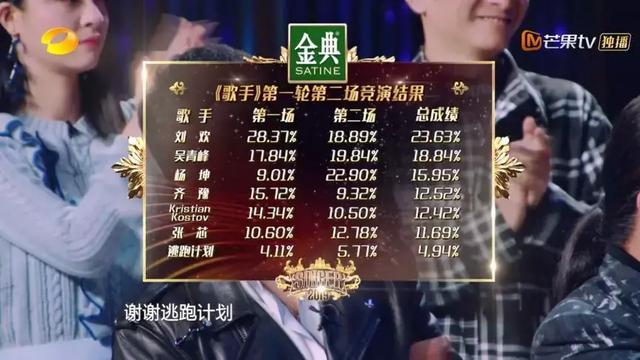 金典
SATINE
芒果tv 独播
《歌手》第一轮第二场竞演结果
歌手 第一场 第二场 总成绩
刘欢 28.37% 18.89% 23.63%
吴青峰 17.84% 19.84% 18.84%
杨坤 9.01% 22.90% 15.95%
齐豫 15.72% 9.32% 12.52%
Kristian Kostov 14.34% 10.50% 12.42%
张芯 10.60% 12.78% 11.69%
逃跑计划 4.11% 5.77% 4.94%
SINGER
2019
谢谢逃跑计划